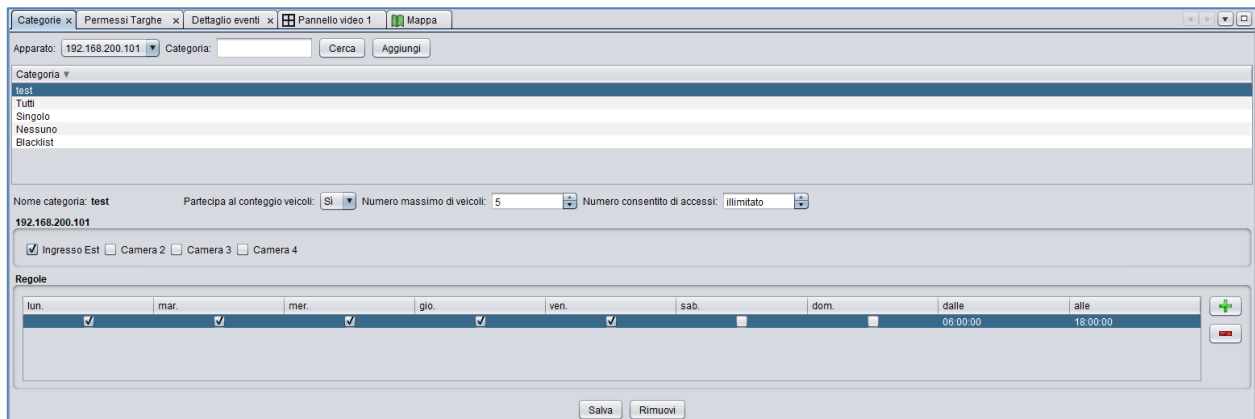 Categorie x Permessi Targhe x Dettaglio eventi x Pannello video 1 Mappa
Apparato: 192.168.200.101 Categoria: Cerca Aggiungi
Categoria
test
Tutti
Singolo
Nessuno
Blacklist
Nome categoria: test Partecipa al conteggio veicoli: Sì Numero massimo di veicoli: 5 Numero consentito di accessi: illimitato
192.168.200.101
Ingresso Est Camera 2 Camera 3 Camera 4
Regole
lun. mar. mer. gio. ven. sab. dom. dalle alle
06:00:00 18:00:00
Salva Rimuovi